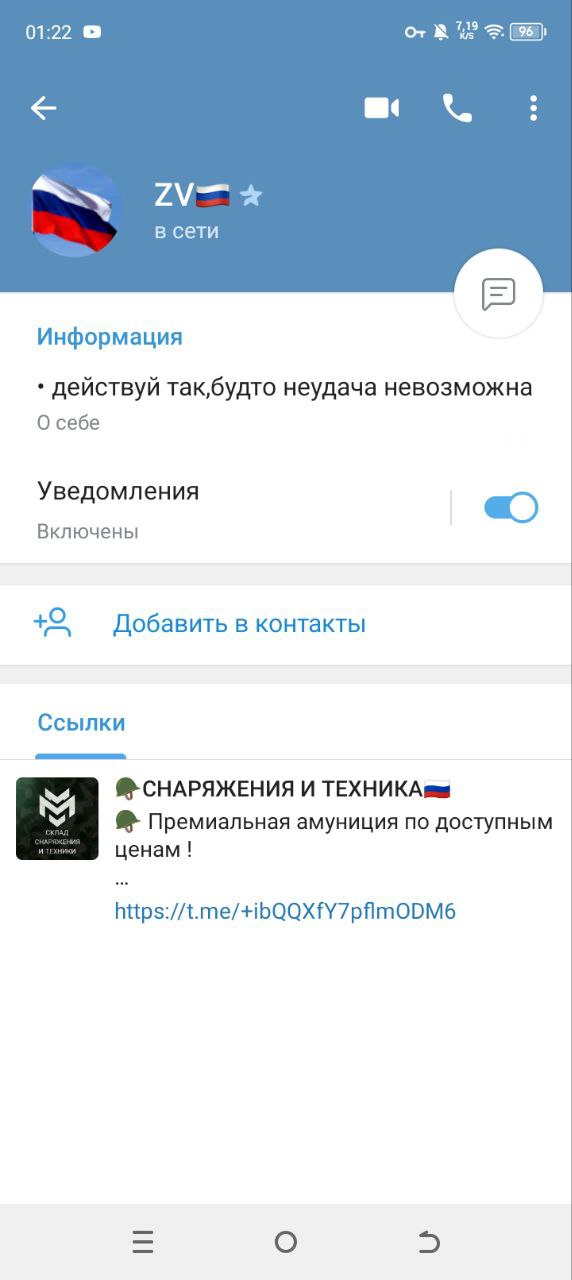 01:22
7,19
K/S
96
ZV🇷🇺
в сети
Информация
• действуй так,будто неудача невозможна
О себе
Уведомления
Включены
Добавить в контакты
Ссылки
СКЛАД
СНАРЯЖЕНИЯ
И ТЕХНИКИ
🪖СНАРЯЖЕНИЯ И ТЕХНИКА🇷🇺
🪖 Премиальная амуниция по доступным
ценам !
...
https://t.me/+ibQQXfY7pflmODM6